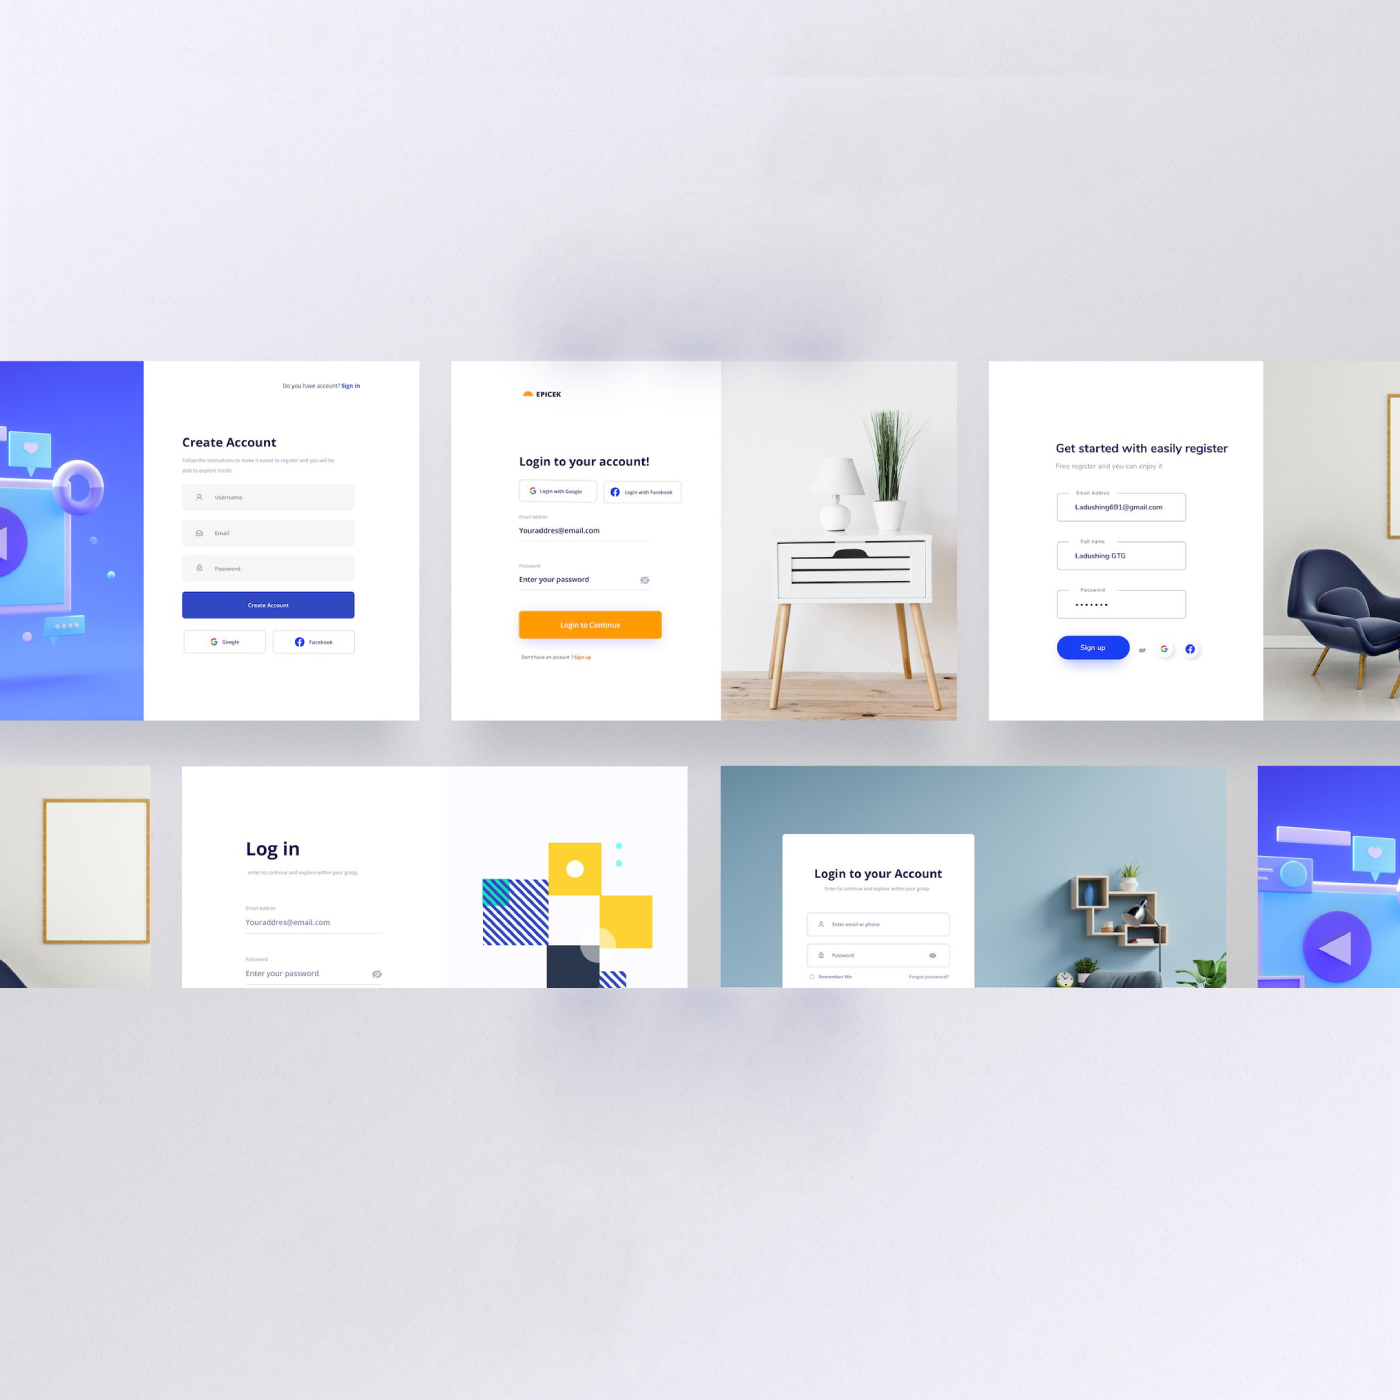 Do you have account? Sign in
Create Account
Follow the instructions to make it easier to register and you will be
able to explore inside.
Username
Email
Password
Create Account
Google
Facebook
EPICEK
Login to your account!
Login with Google
Login with Facebook
Email Addres
Youraddres@email.com
Password
Enter your password
Login to Continue
Don't have an account ? Sign up
Get started with easily register
Free register and you can enjoy it
Email Addres
Ladushing691@gmail.com
Full name
Ladushing GTG
Password
Sign up
or
Log in
enter to continue and explore within your grasp.
Email Addres
Youraddres@email.com
Password
Enter your password
Login to your Account
Enter to continue and explore within your grasp
Enter email or phone
Password
Remember Me
Forgot password?